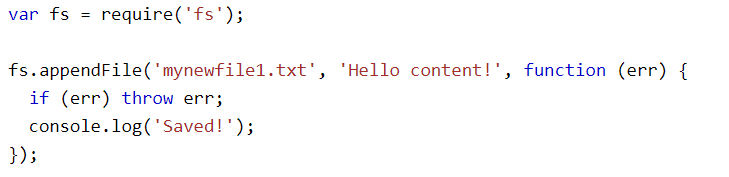 var fs = require('fs');

fs.appendFile('mynewfile1.txt', 'Hello content!', function (err) {
  if (err) throw err;
  console.log('Saved!');
});